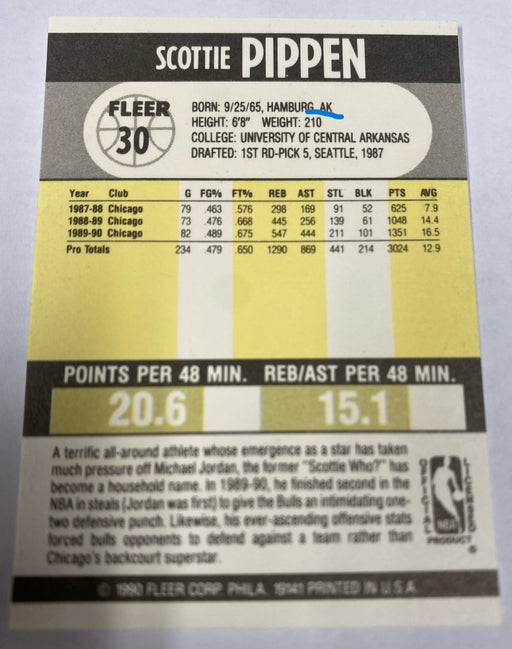 SCOTTIE PIPPEN
FLEER
30
BORN: 9/25/65, HAMBURG, AK
HEIGHT: 6'8" WEIGHT: 210
COLLEGE: UNIVERSITY OF CENTRAL ARKANSAS
DRAFTED: 1ST RD-PICK 5, SEATTLE, 1987
Year Club G FG% FT% REB AST STL BLK PTS AVG
1987-88 Chicago 79 .463 .576 298 169 91 52 625 7.9
1988-89 Chicago 73 .476 .668 445 256 139 61 1048 14.4
1989-90 Chicago 82 .489 .675 547 444 211 101 1351 16.5
Pro Totals 234 .479 .650 1290 869 441 214 3024 12.9
POINTS PER 48 MIN. REB/AST PER 48 MIN.
20.6 15.1
A terrific all-around athlete whose emergence as a star has taken
much pressure off Michael Jordan, the former "Scottie Who?" has
become a household name. In 1989-90, he finished second in the
NBA in steals (Jordan was first) to give the Bulls an intimidating one-
two defensive punch. Likewise, his ever-ascending offensive stats
forced bulls opponents to defend against a team rather than
Chicago's backcourt superstar.
OFFICIAL
LICENSED
NBA
PRODUCT ®
© 1990 FLEER CORP. PHILA. 19141 PRINTED IN U.S.A.